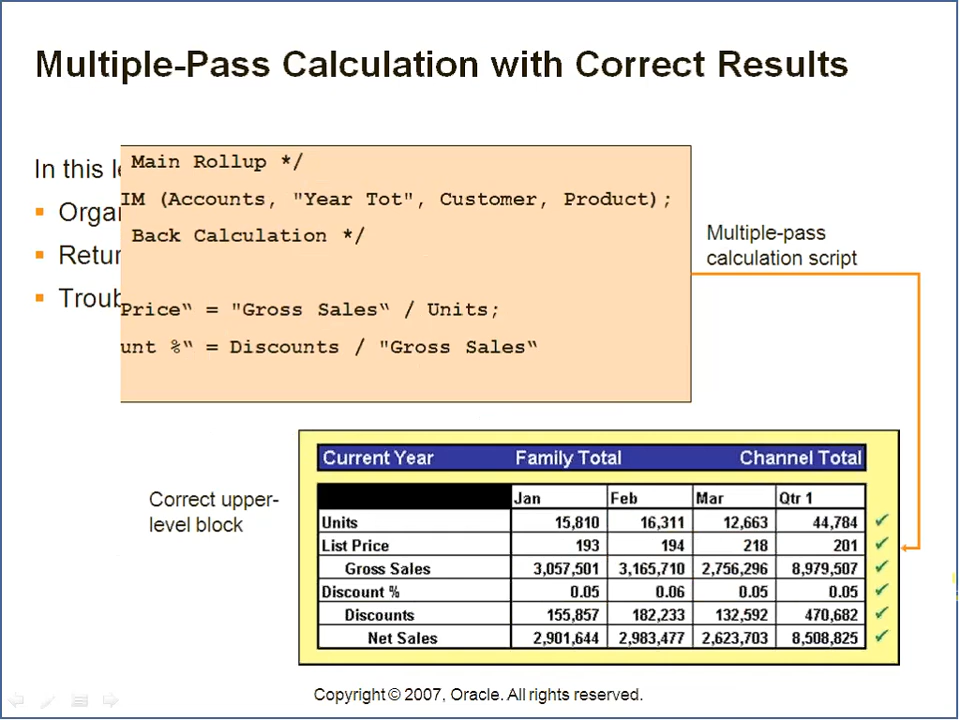 Multiple-Pass Calculation with Correct Results
In this le
Organ
Retur
Troub
Main Rollup */
IM (Accounts, "Year Tot", Customer, Product);
Back Calculation */
Price“ = "Gross Sales“ / Units;
unt %“ = Discounts / "Gross Sales“
Multiple-pass
calculation script
Correct upper-
level block
Current Year Family Total Channel Total
Jan Feb Mar Qtr 1
Units 15,810 16,311 12,663 44,784
List Price 193 194 218 201
Gross Sales 3,057,501 3,165,710 2,756,296 8,979,507
Discount % 0.05 0.06 0.05 0.05
Discounts 155,857 182,233 132,592 470,682
Net Sales 2,901,644 2,983,477 2,623,703 8,508,825
Copyright © 2007, Oracle. All rights reserved.